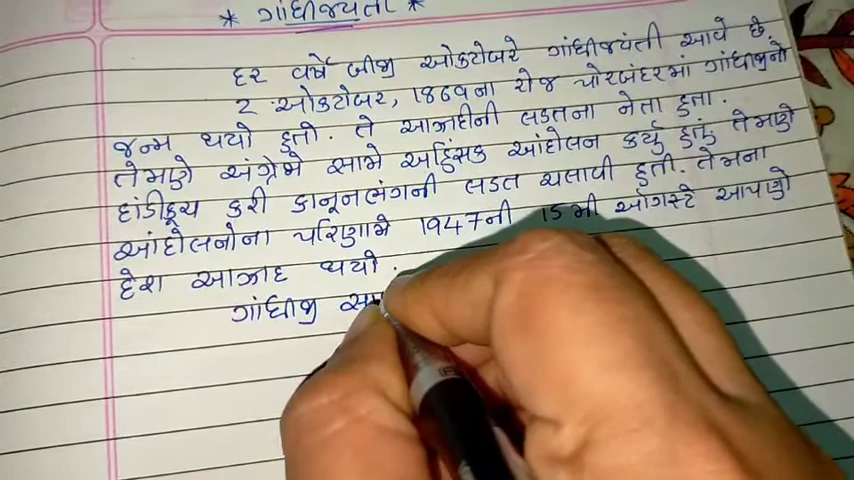 * ગાંધીજયંતી *
દર વર્ષે બીજી ઓક્ટોબરે ગાંધીજયંતી આવે છે.
૨ ઓક્ટોબર, ૧૮૬૯ના રોજ પોરબંદરમાં ગાંધીજીનો
જન્મ થયો હતો. તે આઝાદીની લડતના નેતા હતા.
તેમણે અંગ્રેજો સામે અહિંસક આંદોલન કર્યું હતું. તેમણે
દાંડીકૂચ કરી કાનૂનભંગની લડત ચલાવી હતી. તેમના
આંદોલનોના પરિણામે 1947ની 15મી ઓગસ્ટે આપણો
દેશ આઝાદ થયો.
ગાંધીજી